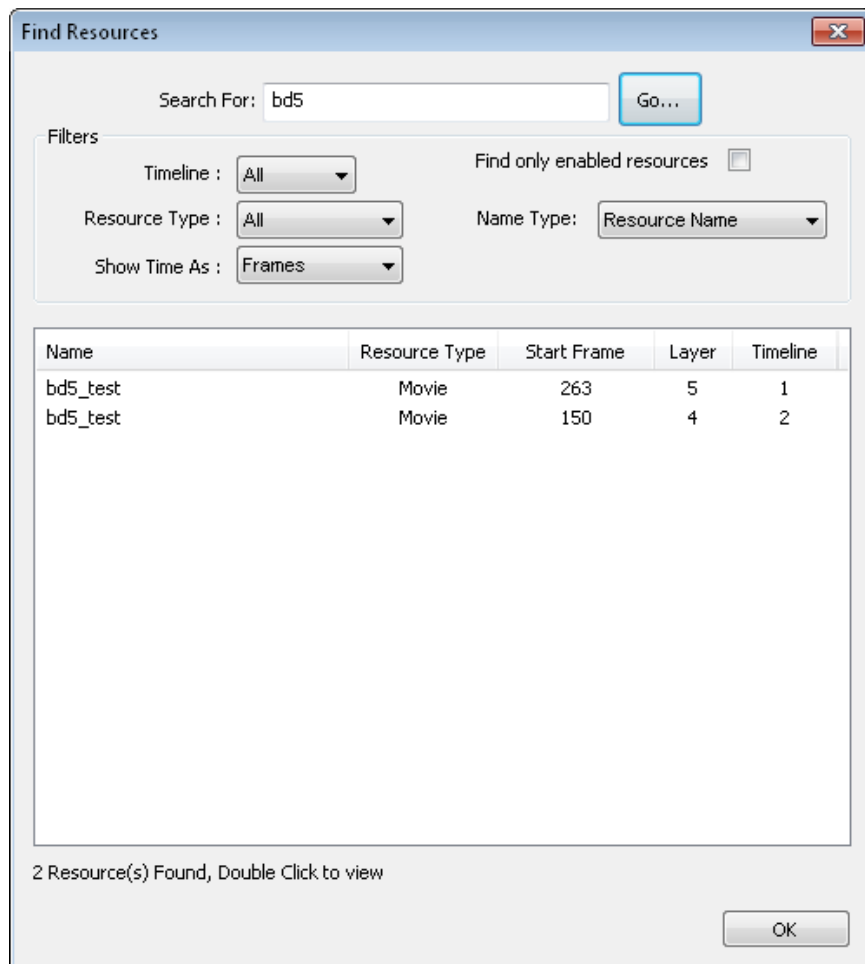 Find Resources
Search For: bd5 Go...
Filters
Timeline : All Find only enabled resources
Resource Type : All Name Type: Resource Name
Show Time As : Frames
Name Resource Type Start Frame Layer Timeline
bd5_test Movie 263 5 1
bd5_test Movie 150 4 2
2 Resource(s) Found, Double Click to view
OK